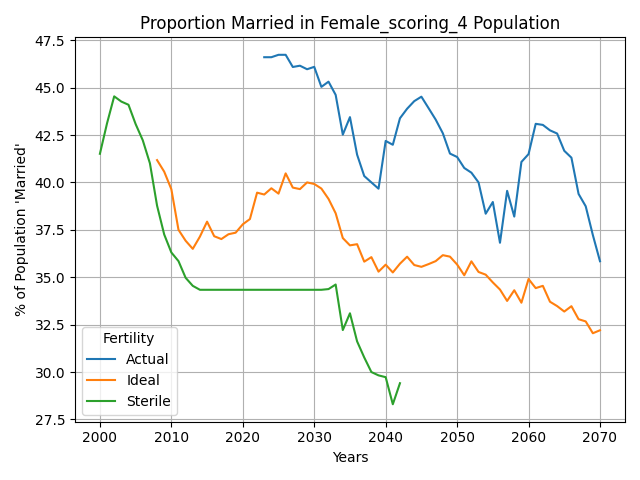 Proportion Married in Female_scoring_4 Population
% of Population 'Married'
47.5
45.0
42.5
40.0
37.5
35.0
32.5
30.0
27.5
Fertility
Actual
Ideal
Sterile
2000 2010 2020 2030 2040 2050 2060 2070
Years